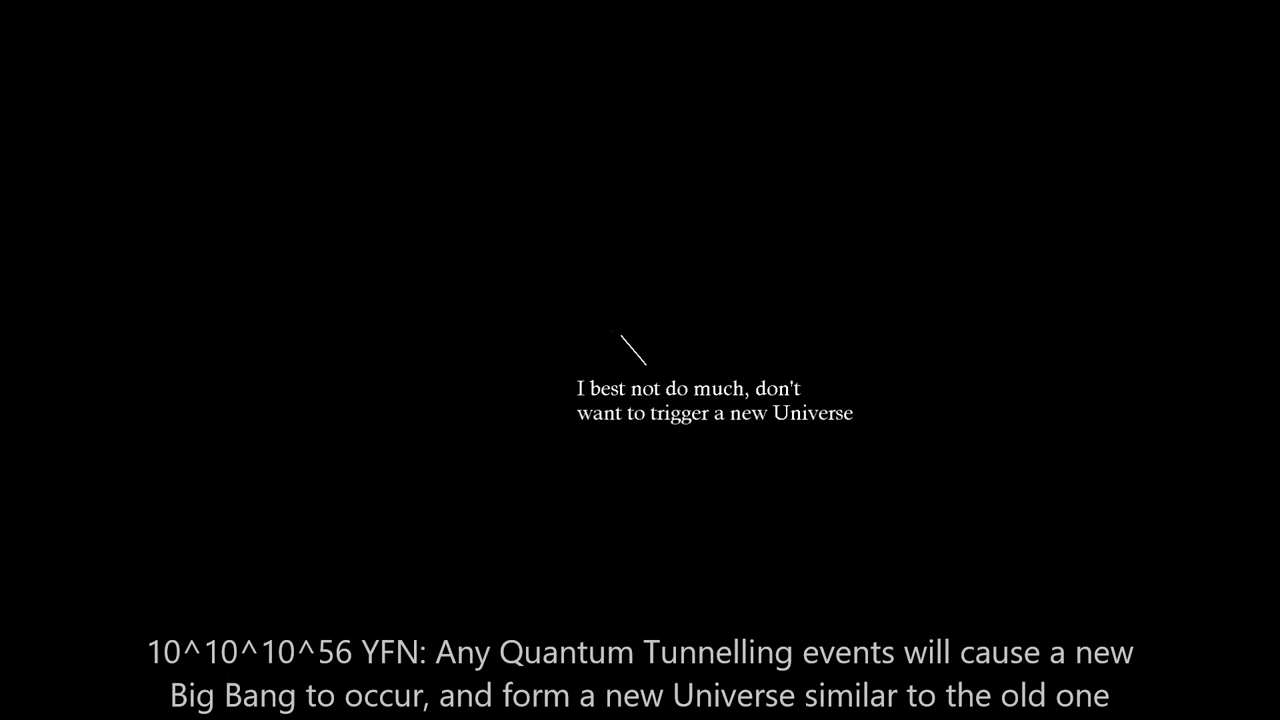 I best not do much, don't
want to trigger a new Universe
10^10^10^56 YFN: Any Quantum Tunnelling events will cause a new
Big Bang to occur, and form a new Universe similar to the old one